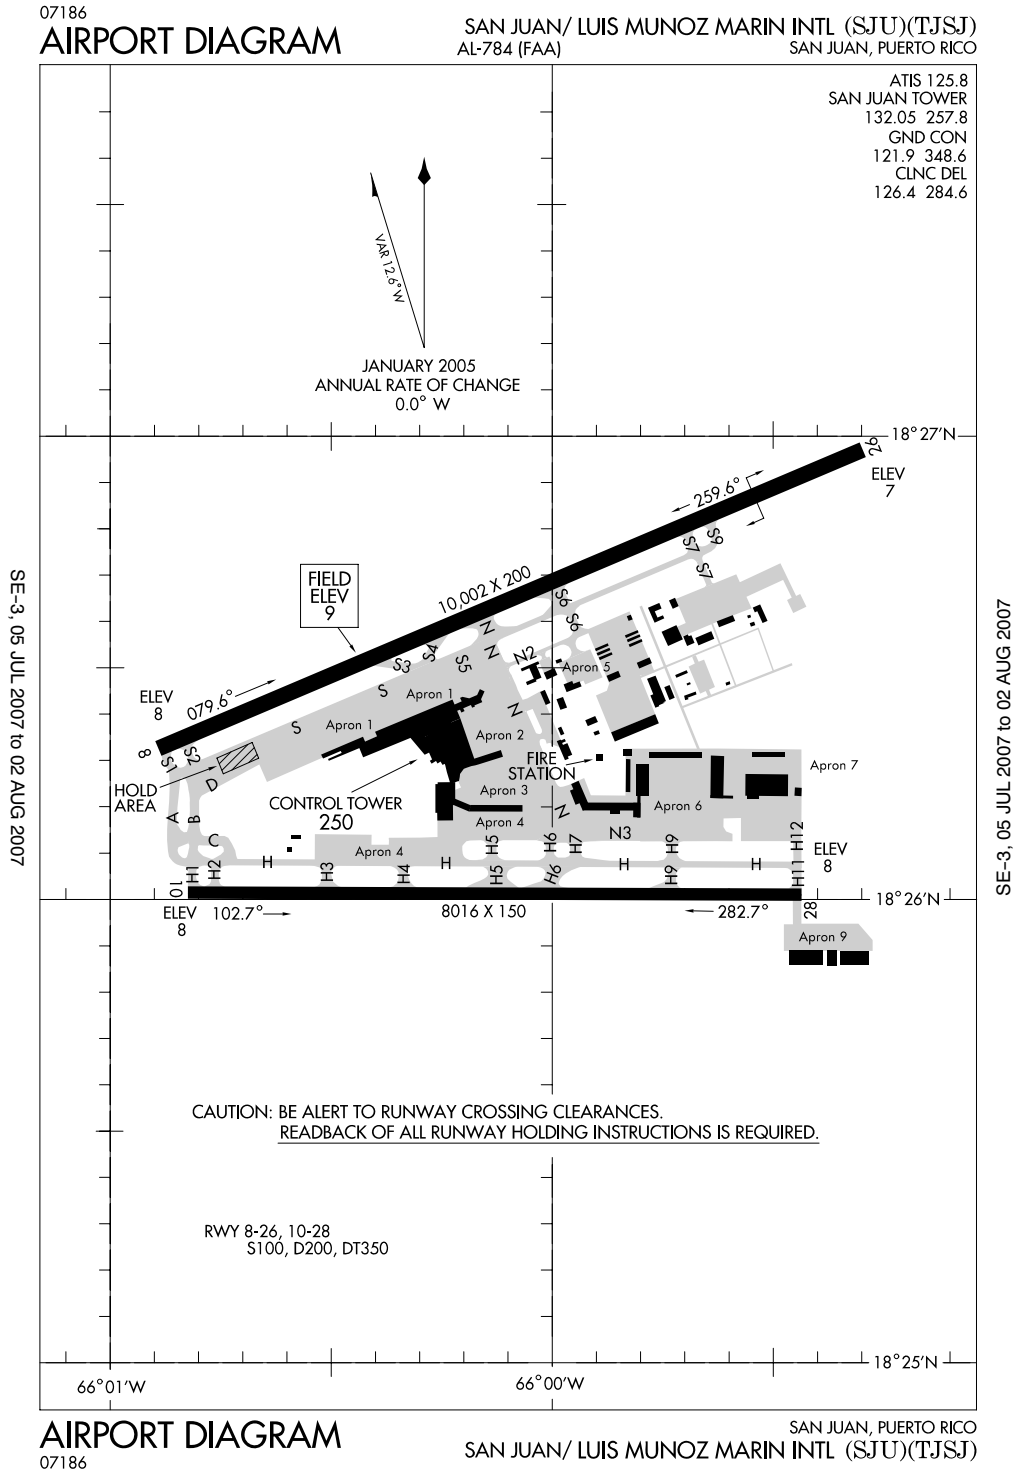 07186
AIRPORT DIAGRAM
SAN JUAN/ LUIS MUNOZ MARIN INTL (SJU)(TJSJ)
AL-784 (FAA)
SAN JUAN, PUERTO RICO
ATIS 125.8
SAN JUAN TOWER
132.05 257.8
GND CON
121.9 348.6
CLNC DEL
126.4 284.6
VAR 12.6° W
JANUARY 2005
ANNUAL RATE OF CHANGE
0.0° W
18°27'N
26
ELEV
7
259.6°
S9
S7
S7
FIELD
ELEV
9
10,002 X 200
S6
S6
N
N
N2
S4
S3
S5
Apron 5
ELEV
8
079.6°
S
Apron 1
S
Apron 1
N
Apron 2
8
S1
S2
HOLD
AREA
D
FIRE
STATION
Apron 7
Apron 3
CONTROL TOWER
250
A
B
Apron 4
N
Apron 6
N3
C
Apron 4
H5
H6
H7
H9
H12
ELEV
8
H
H
H
H
10
H1
H2
H3
H4
H5
H6
H9
H11
ELEV
8
102.7°
8016 X 150
282.7°
28
18°26'N
Apron 9
SE-3, 05 JUL 2007 to 02 AUG 2007
SE-3, 05 JUL 2007 to 02 AUG 2007
CAUTION: BE ALERT TO RUNWAY CROSSING CLEARANCES.
READBACK OF ALL RUNWAY HOLDING INSTRUCTIONS IS REQUIRED.
RWY 8-26, 10-28
S100, D200, DT350
18°25'N
66°01'W
66°00'W
AIRPORT DIAGRAM
07186
SAN JUAN, PUERTO RICO
SAN JUAN/ LUIS MUNOZ MARIN INTL (SJU)(TJSJ)